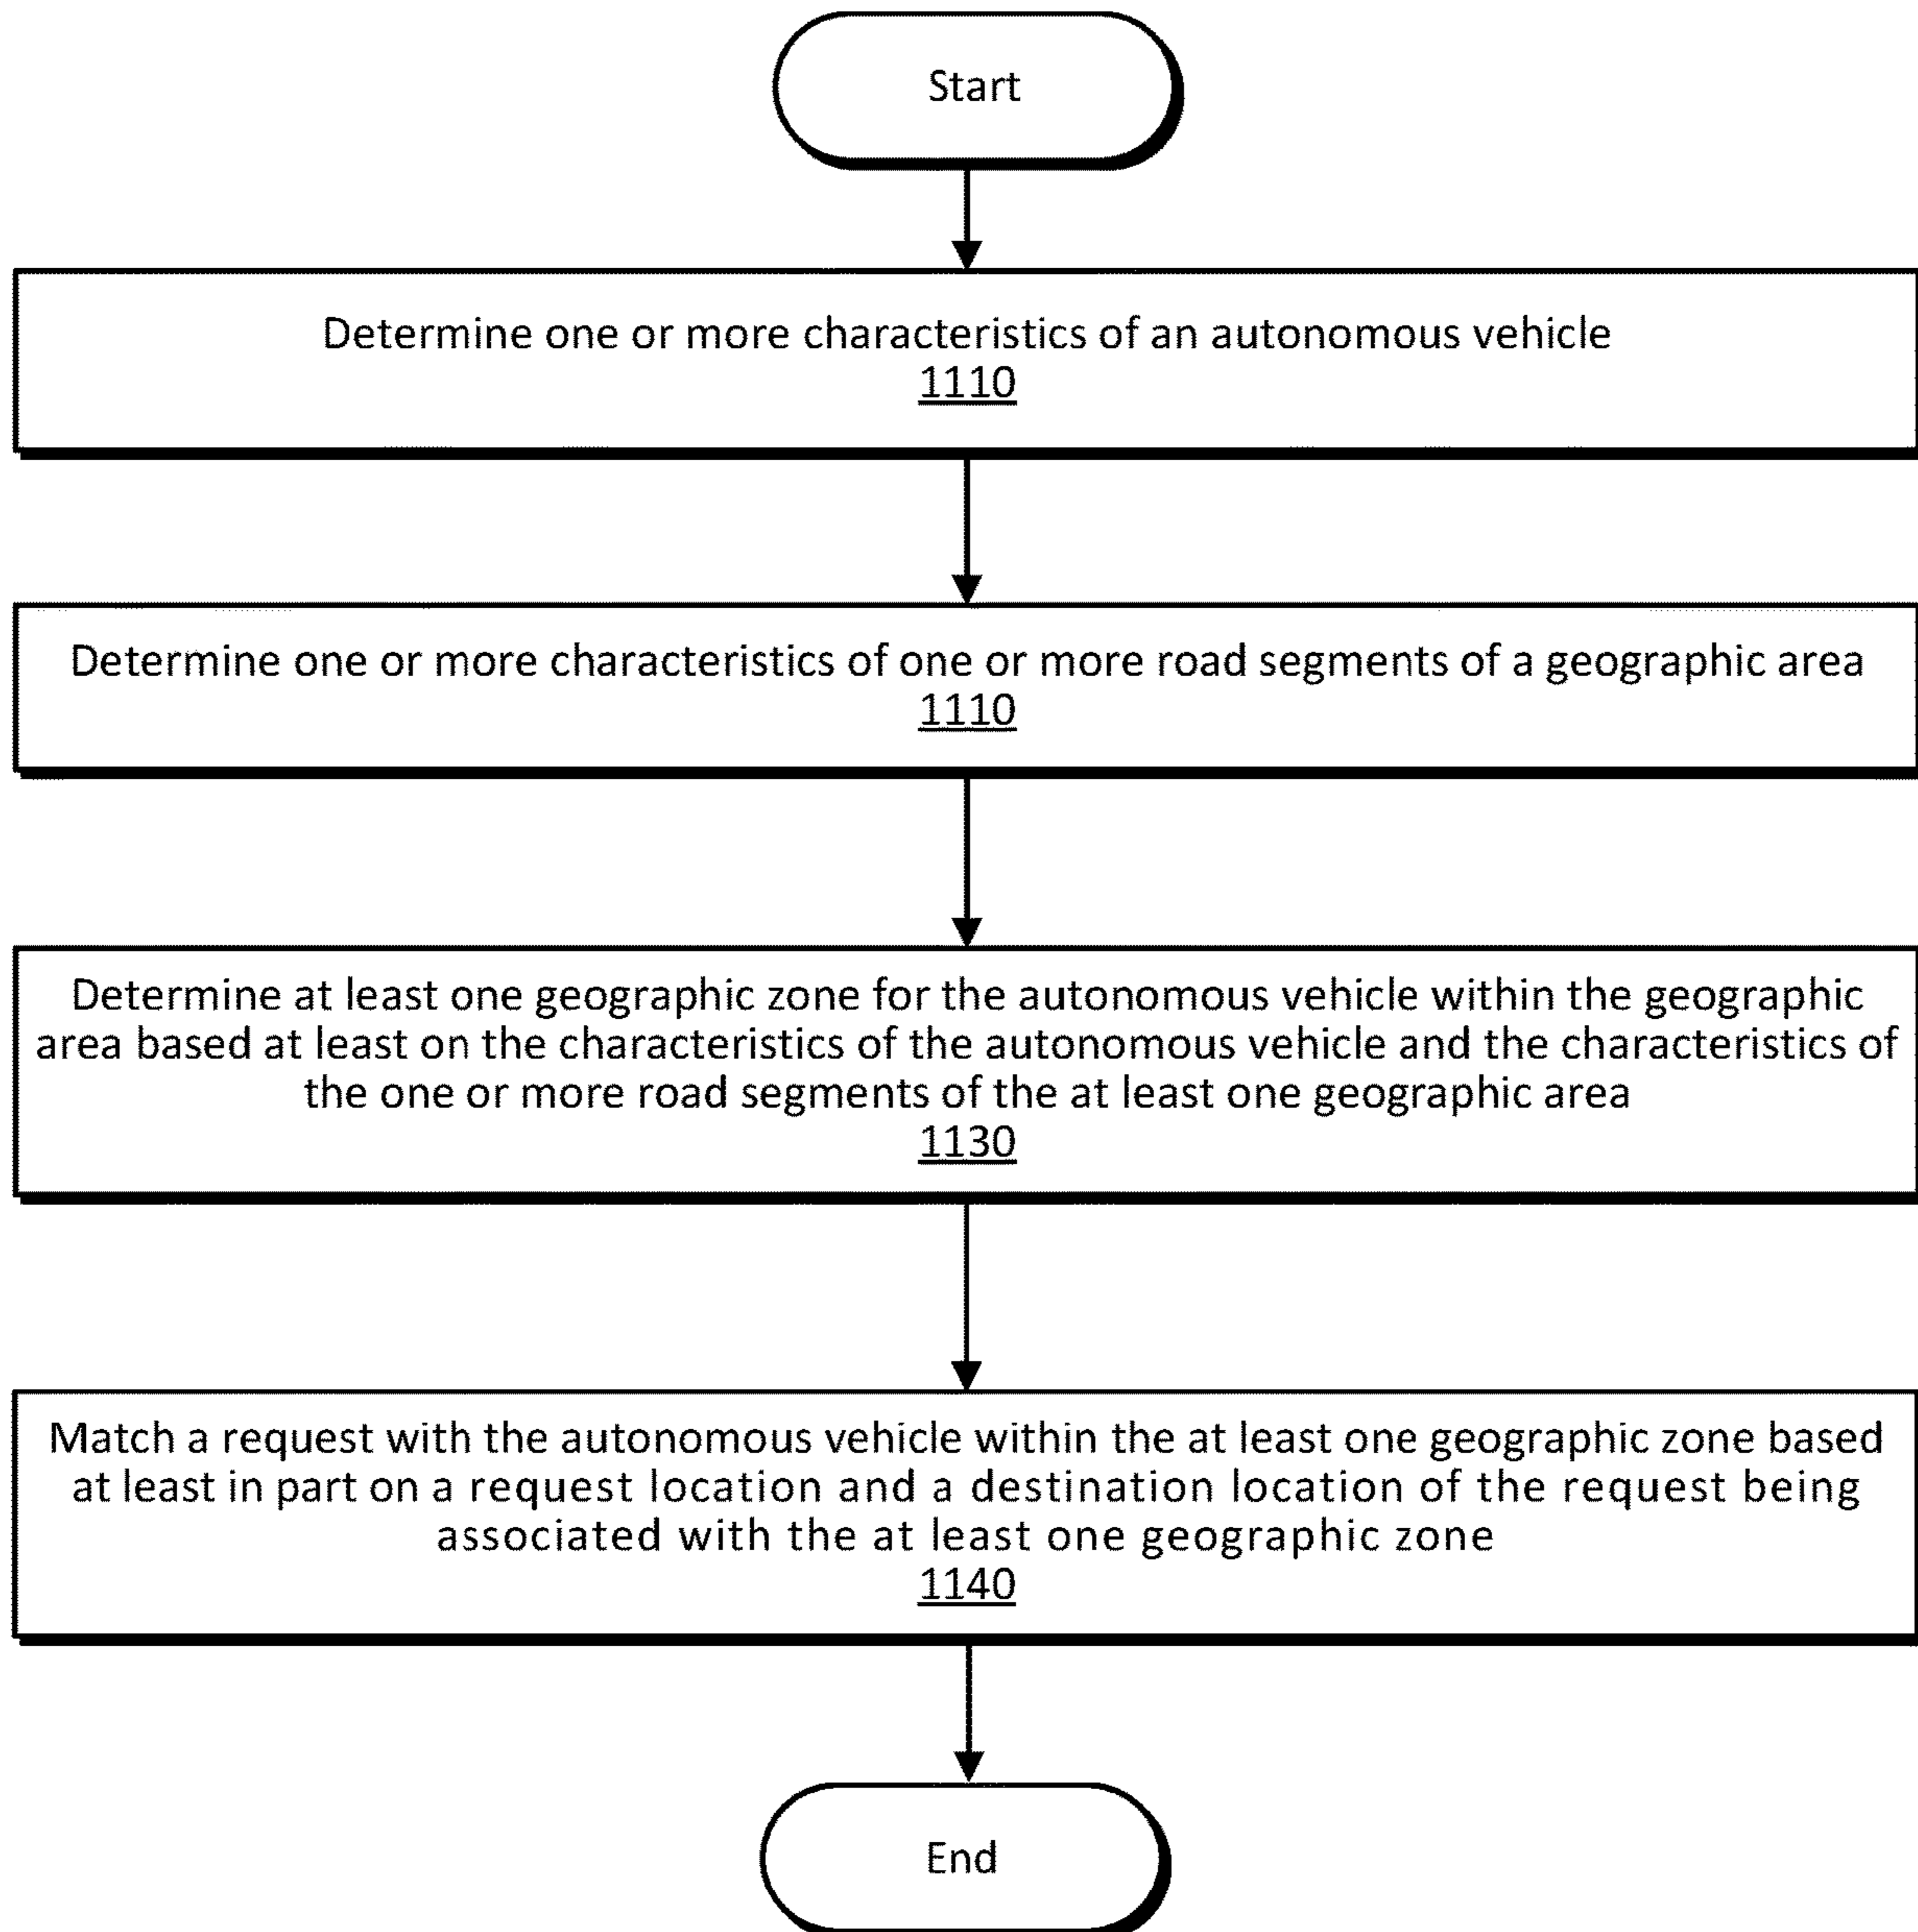 Start
Determine one or more characteristics of an autonomous vehicle
1110
Determine one or more characteristics of one or more road segments of a geographic area
1110
Determine at least one geographic zone for the autonomous vehicle within the geographic
area based at least on the characteristics of the autonomous vehicle and the characteristics of
the one or more road segments of the at least one geographic area
1130
Match a request with the autonomous vehicle within the at least one geographic zone based
at least in part on a request location and a destination location of the request being
associated with the at least one geographic zone
1140
End